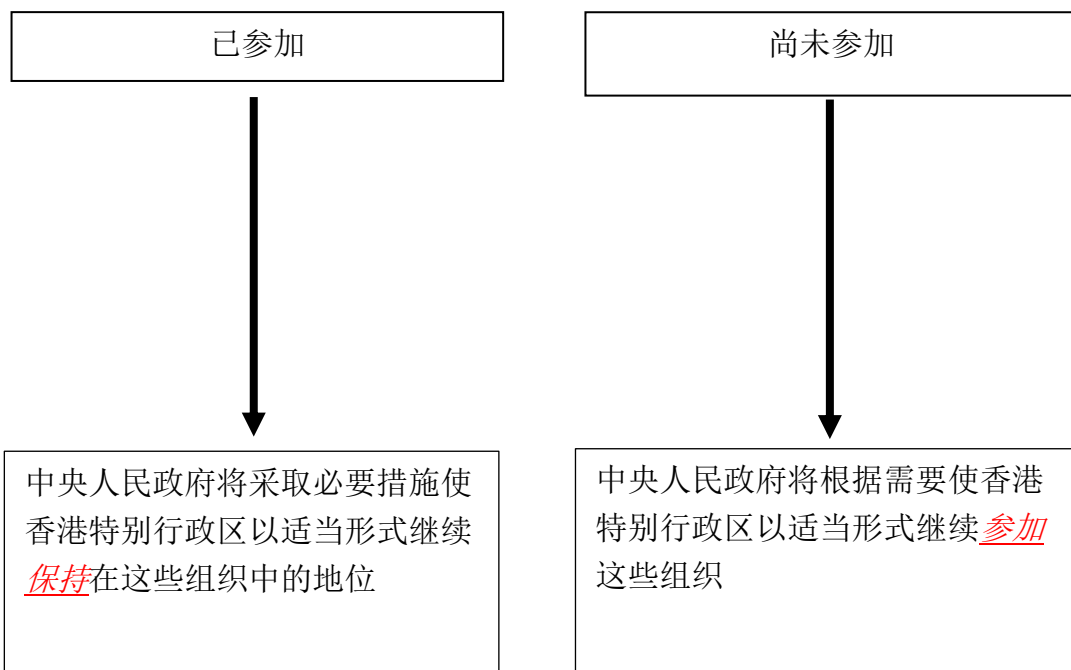 已参加
尚未参加
中央人民政府将采取必要措施使
香港特别行政区以适当形式继续
保持在这些组织中的地位
中央人民政府将根据需要使香港
特别行政区以适当形式继续参加
这些组织